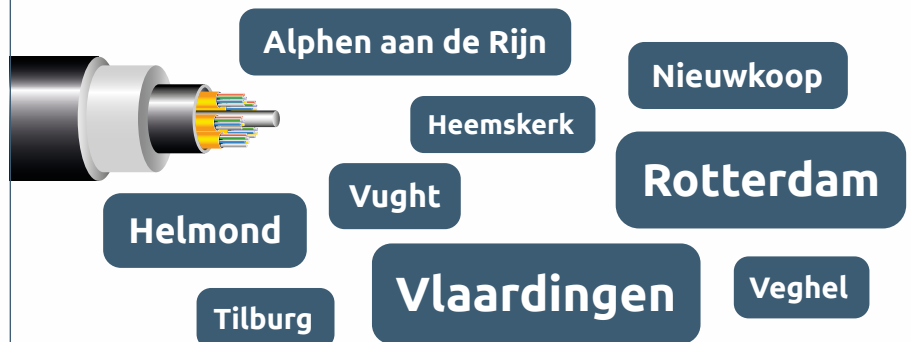 Alphen aan de Rijn
Nieuwkoop
Heemskerk
Rotterdam
Vught
Helmond
Vlaardingen
Veghel
Tilburg